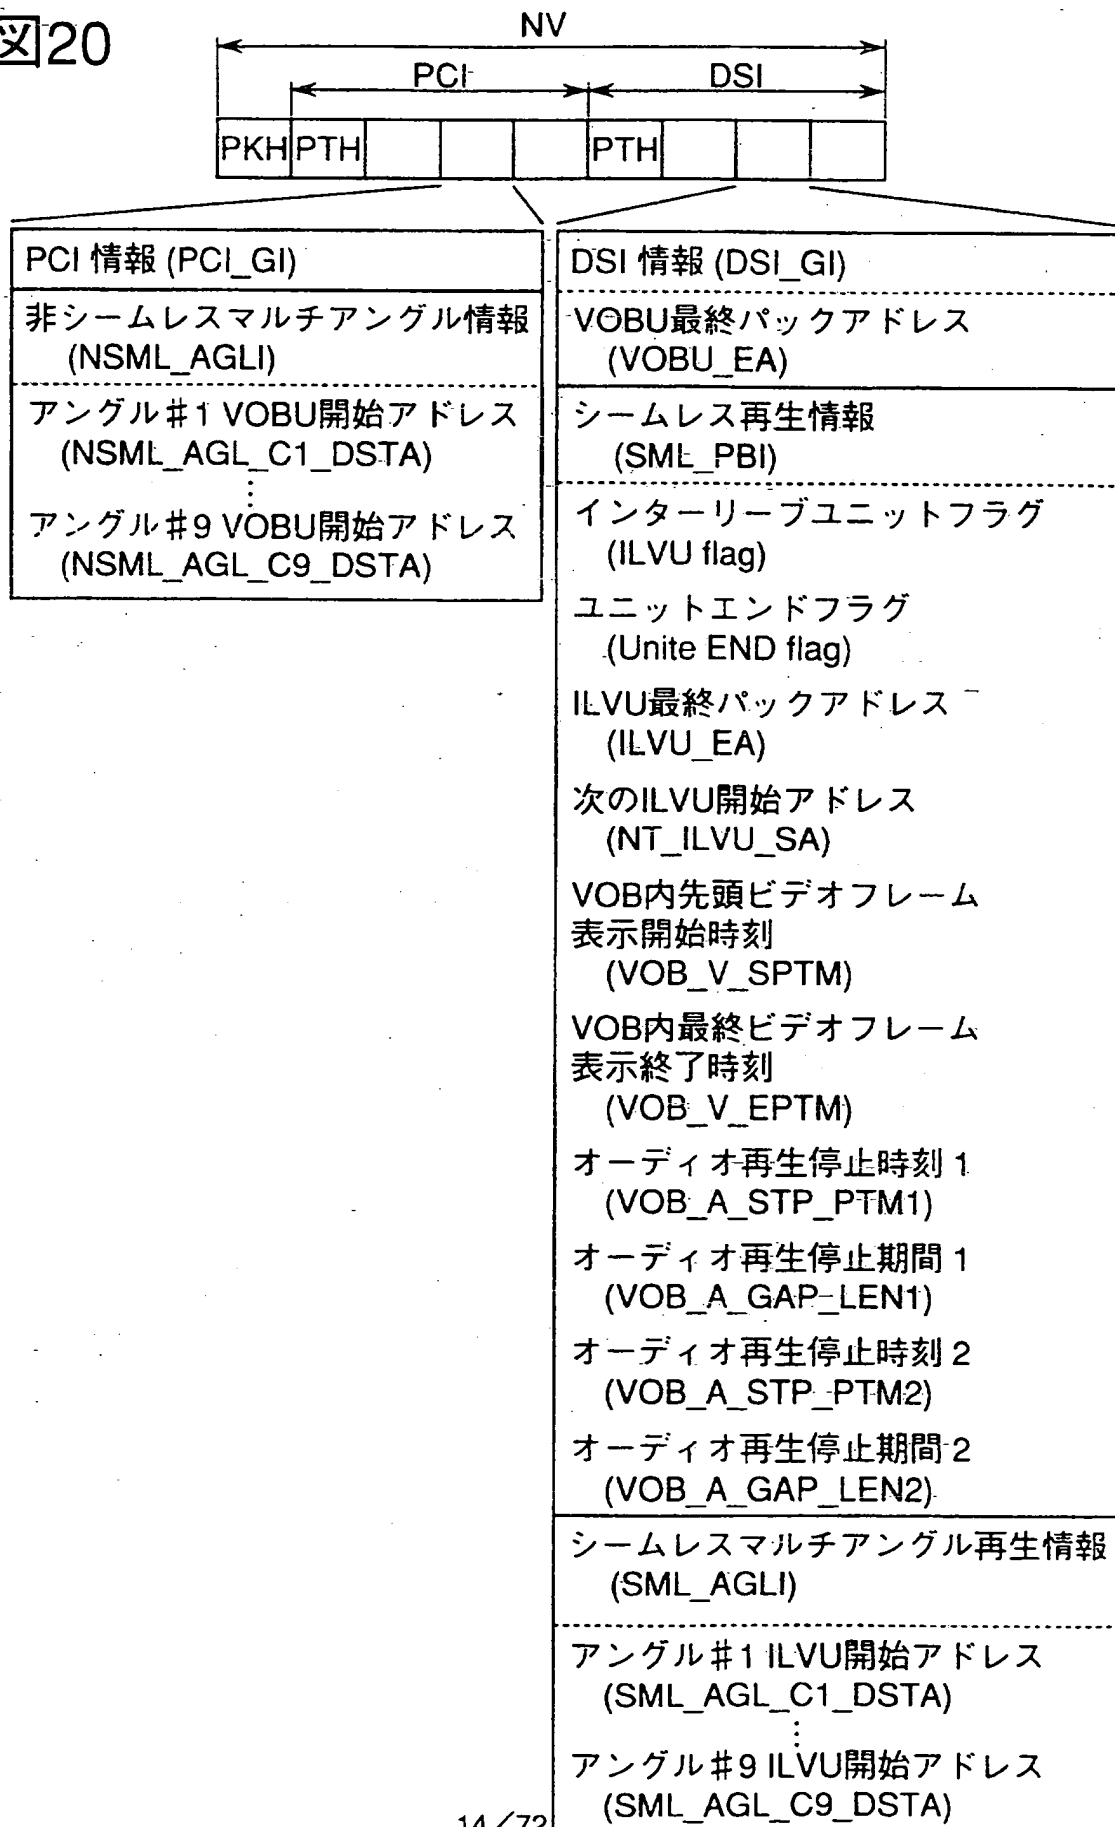 図20
NV
PCI
DSI
PKH PTH PTH
PCI 情報 (PCI_GI)
非シームレスマルチアングル情報
(NSML_AGLI)
アングル#1 VOBU開始アドレス
(NSML_AGL_C1_DSTA)
⋮
アングル#9 VOBU開始アドレス
(NSML_AGL_C9_DSTA)
DSI 情報 (DSI_GI)
VOBU最終パックアドレス
(VOBU_EA)
シームレス再生情報
(SML_PBI)
インターリーブユニットフラグ
(ILVU flag)
ユニットエンドフラグ
(Unite END flag)
ILVU最終パックアドレス
(ILVU_EA)
次のILVU開始アドレス
(NT_ILVU_SA)
VOB内先頭ビデオフレーム
表示開始時刻
(VOB_V_SPTM)
VOB内最終ビデオフレーム
表示終了時刻
(VOB_V_EPTM)
オーディオ再生停止時刻 1
(VOB_A_STP_PTM1)
オーディオ再生停止期間 1
(VOB_A_GAP_LEN1)
オーディオ再生停止時刻 2
(VOB_A_STP_PTM2)
オーディオ再生停止期間 2
(VOB_A_GAP_LEN2)
シームレスマルチアングル再生情報
(SML_AGLI)
アングル#1 ILVU開始アドレス
(SML_AGL_C1_DSTA)
⋮
アングル#9 ILVU開始アドレス
(SML_AGL_C9_DSTA)
14/72